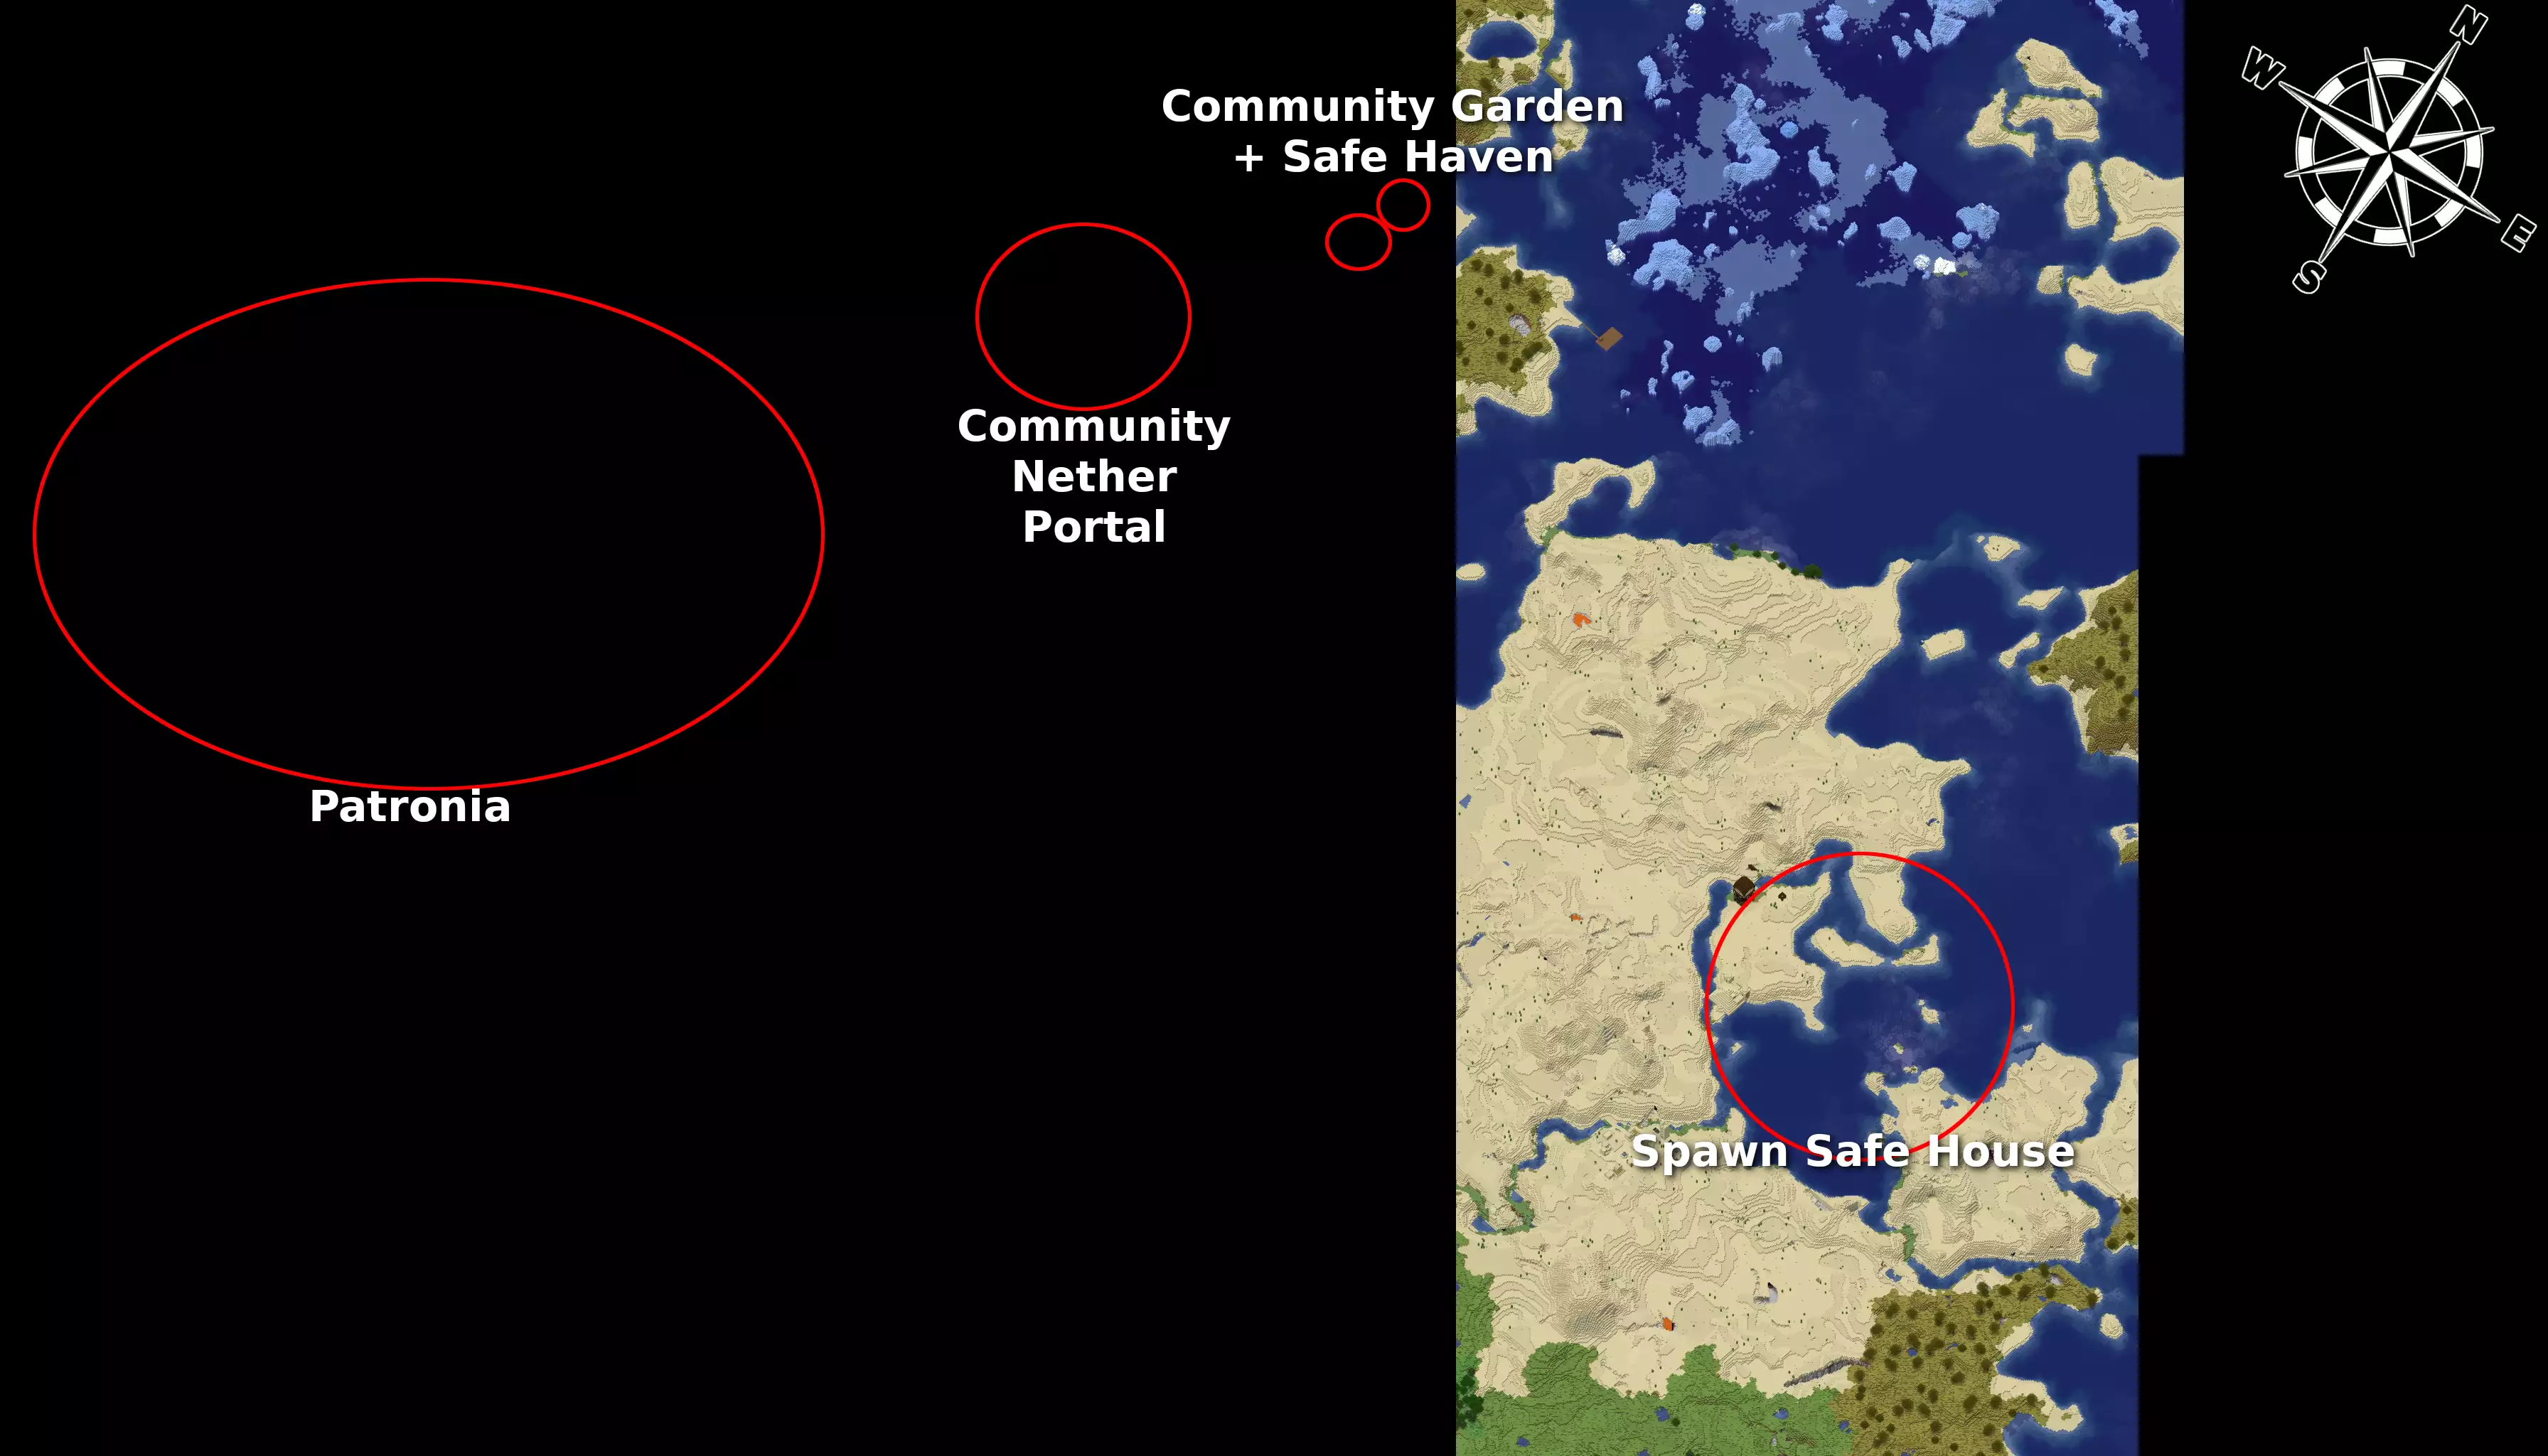 N
W
Community Garden
+ Safe Haven
E
S
Community
Nether
Portal
Patronia
Spawn Safe House